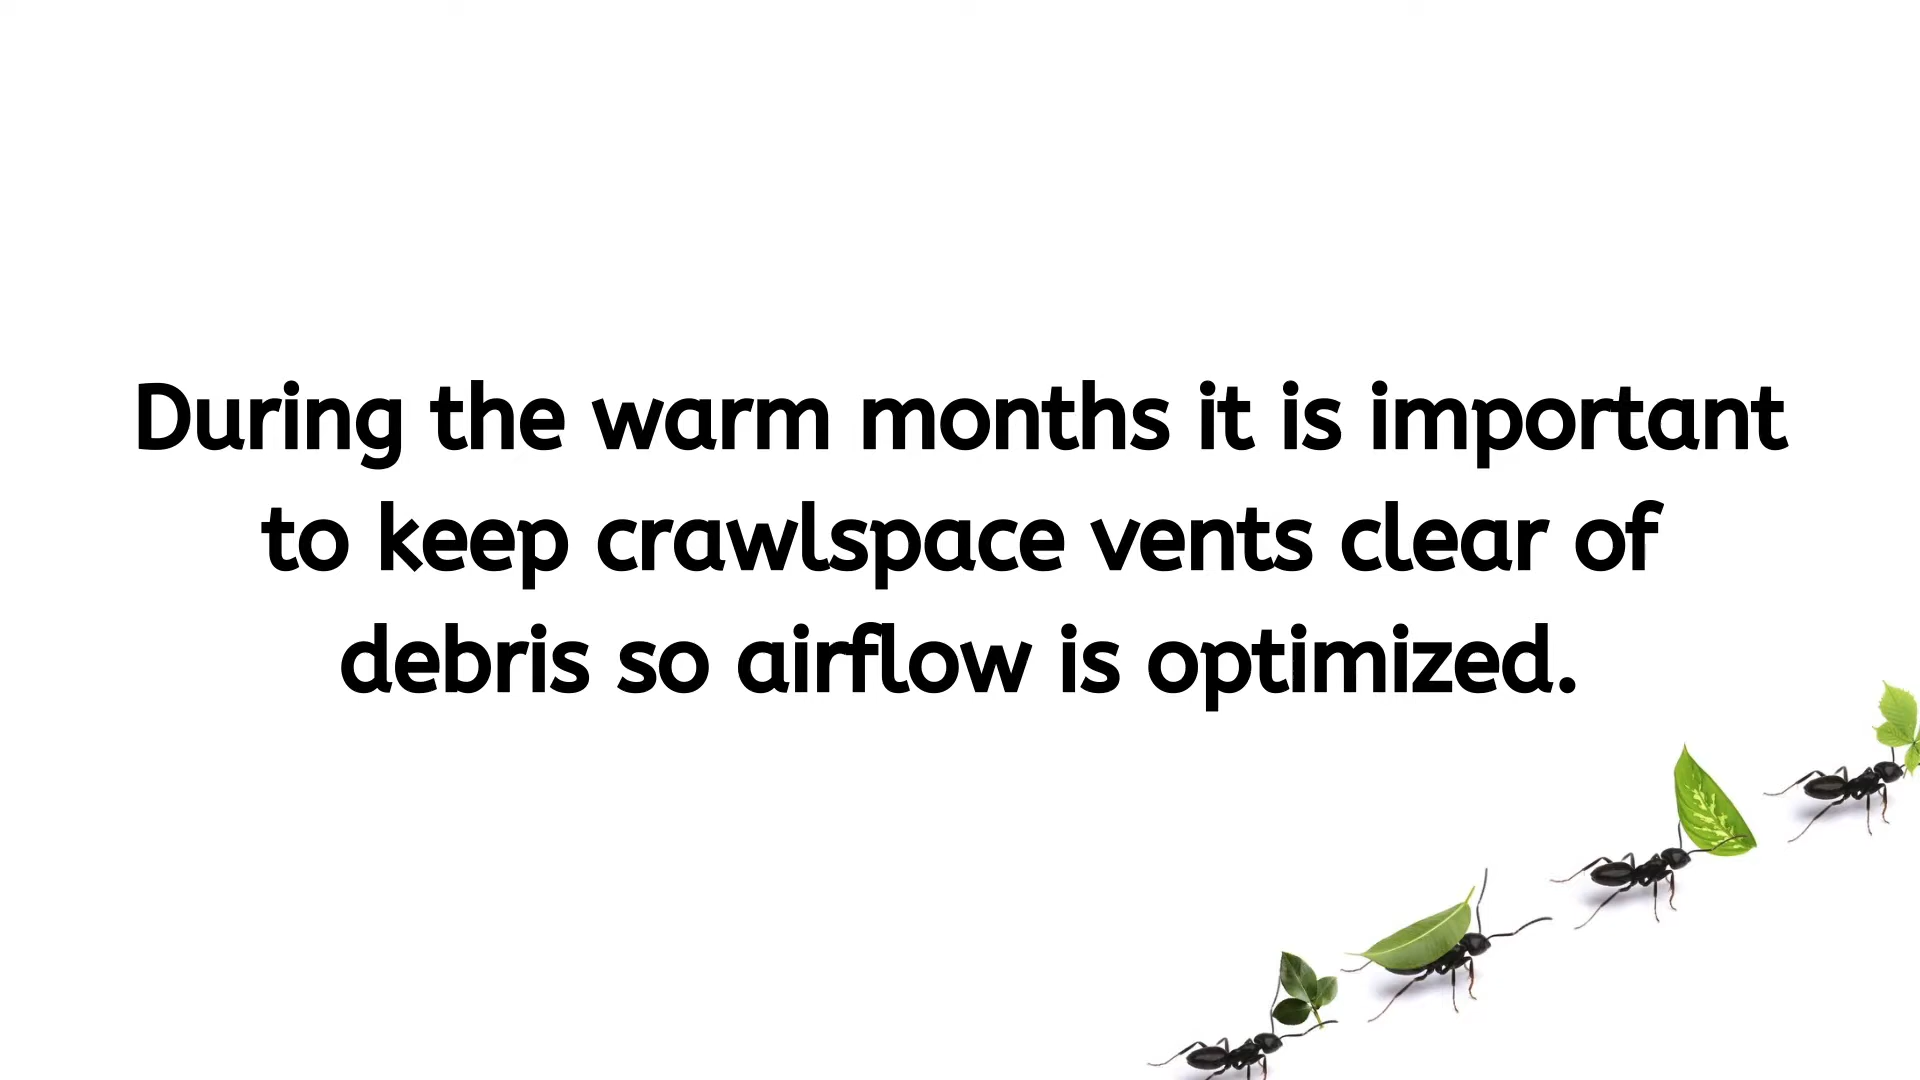 During the warm months it is important
to keep crawlspace vents clear of
debris so airflow is optimized.